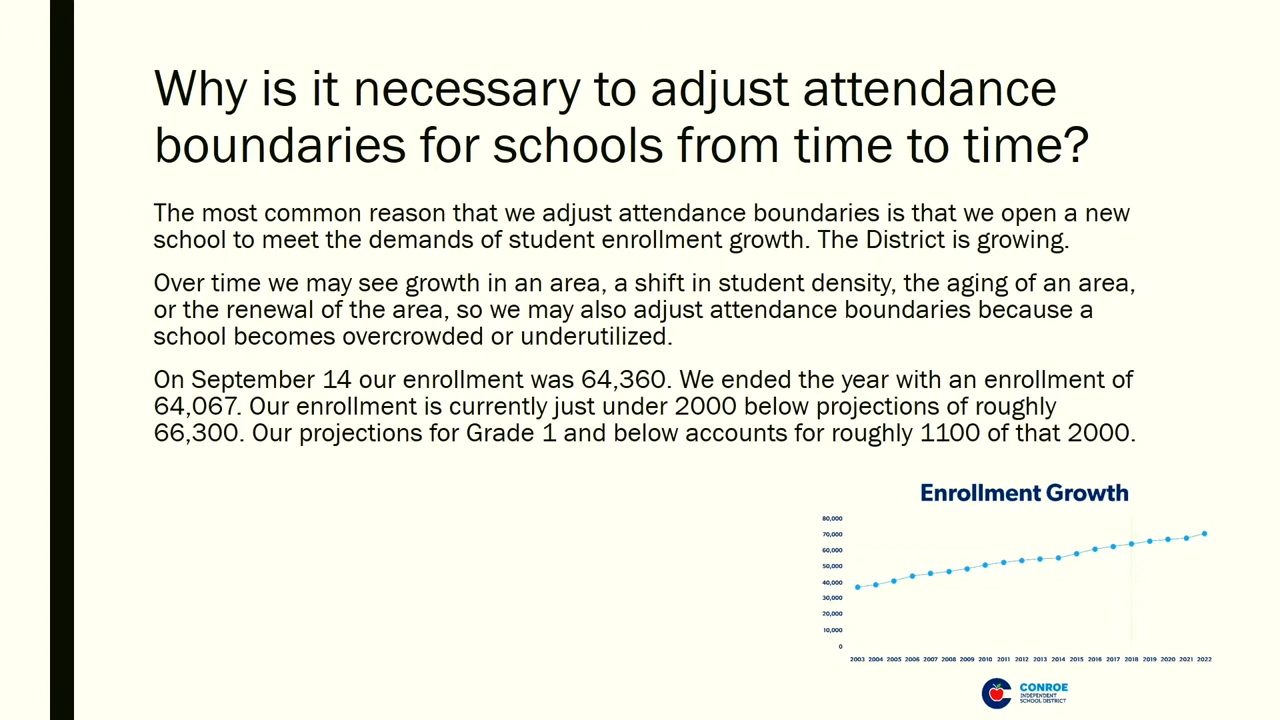 Why is it necessary to adjust attendance
boundaries for schools from time to time?
The most common reason that we adjust attendance boundaries is that we open a new
school to meet the demands of student enrollment growth. The District is growing.
Over time we may see growth in an area, a shift in student density, the aging of an area,
or the renewal of the area, so we may also adjust attendance boundaries because a
school becomes overcrowded or underutilized.
On September 14 our enrollment was 64,360. We ended the year with an enrollment of
64,067. Our enrollment is currently just under 2000 below projections of roughly
66,300. Our projections for Grade 1 and below accounts for roughly 1100 of that 2000.
Enrollment Growth
80,000
70,000
60,000
50,000
40,000
30,000
20,000
10,000
0
2003 2004 2005 2006 2007 2008 2009 2010 2011 2012 2013 2014 2015 2016 2017 2018 2019 2020 2021 2022
CONROE
INDEPENDENT
SCHOOL DISTRICT